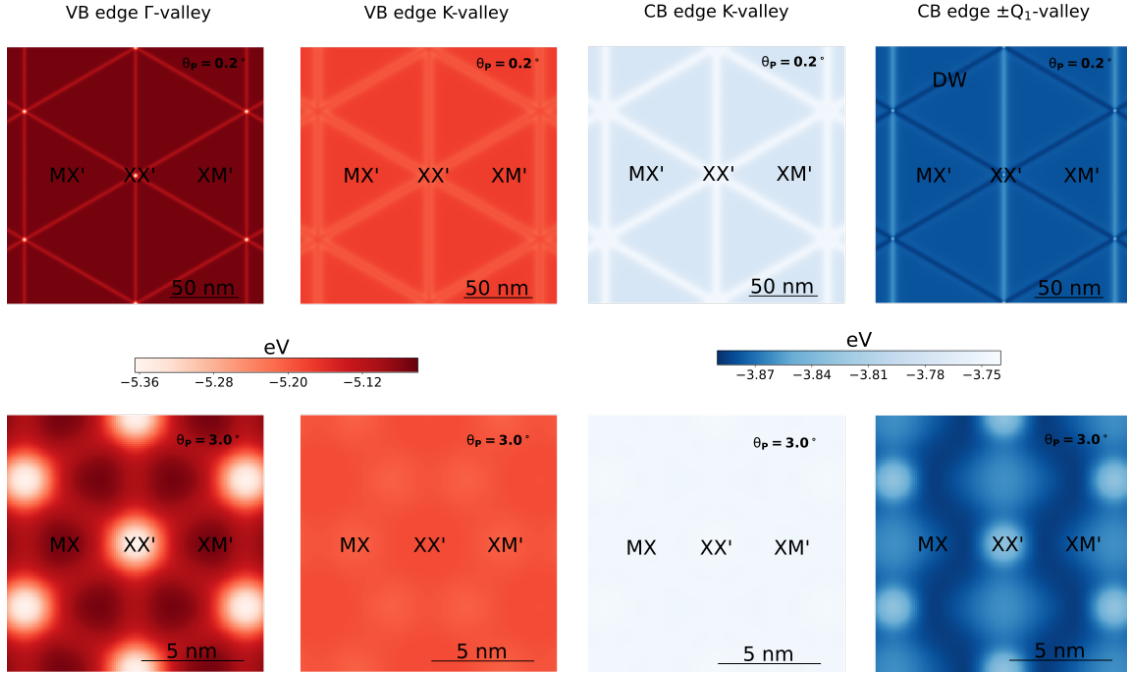 VB edge Γ-valley
VB edge K-valley
CB edge K-valley
CB edge ±Q₁-valley
θP = 0.2°
MX' XX' XM'
50 nm
θP = 0.2°
MX' XX' XM'
50 nm
θP = 0.2°
MX' XX' XM'
50 nm
θP = 0.2°
DW
MX' XX' XM'
50 nm
eV
−5.36 −5.28 −5.20 −5.12
eV
−3.87 −3.84 −3.81 −3.78 −3.75
θP = 3.0°
MX XX' XM'
5 nm
θP = 3.0°
MX XX' XM'
5 nm
θP = 3.0°
MX XX' XM'
5 nm
θP = 3.0°
MX XX' XM'
5 nm